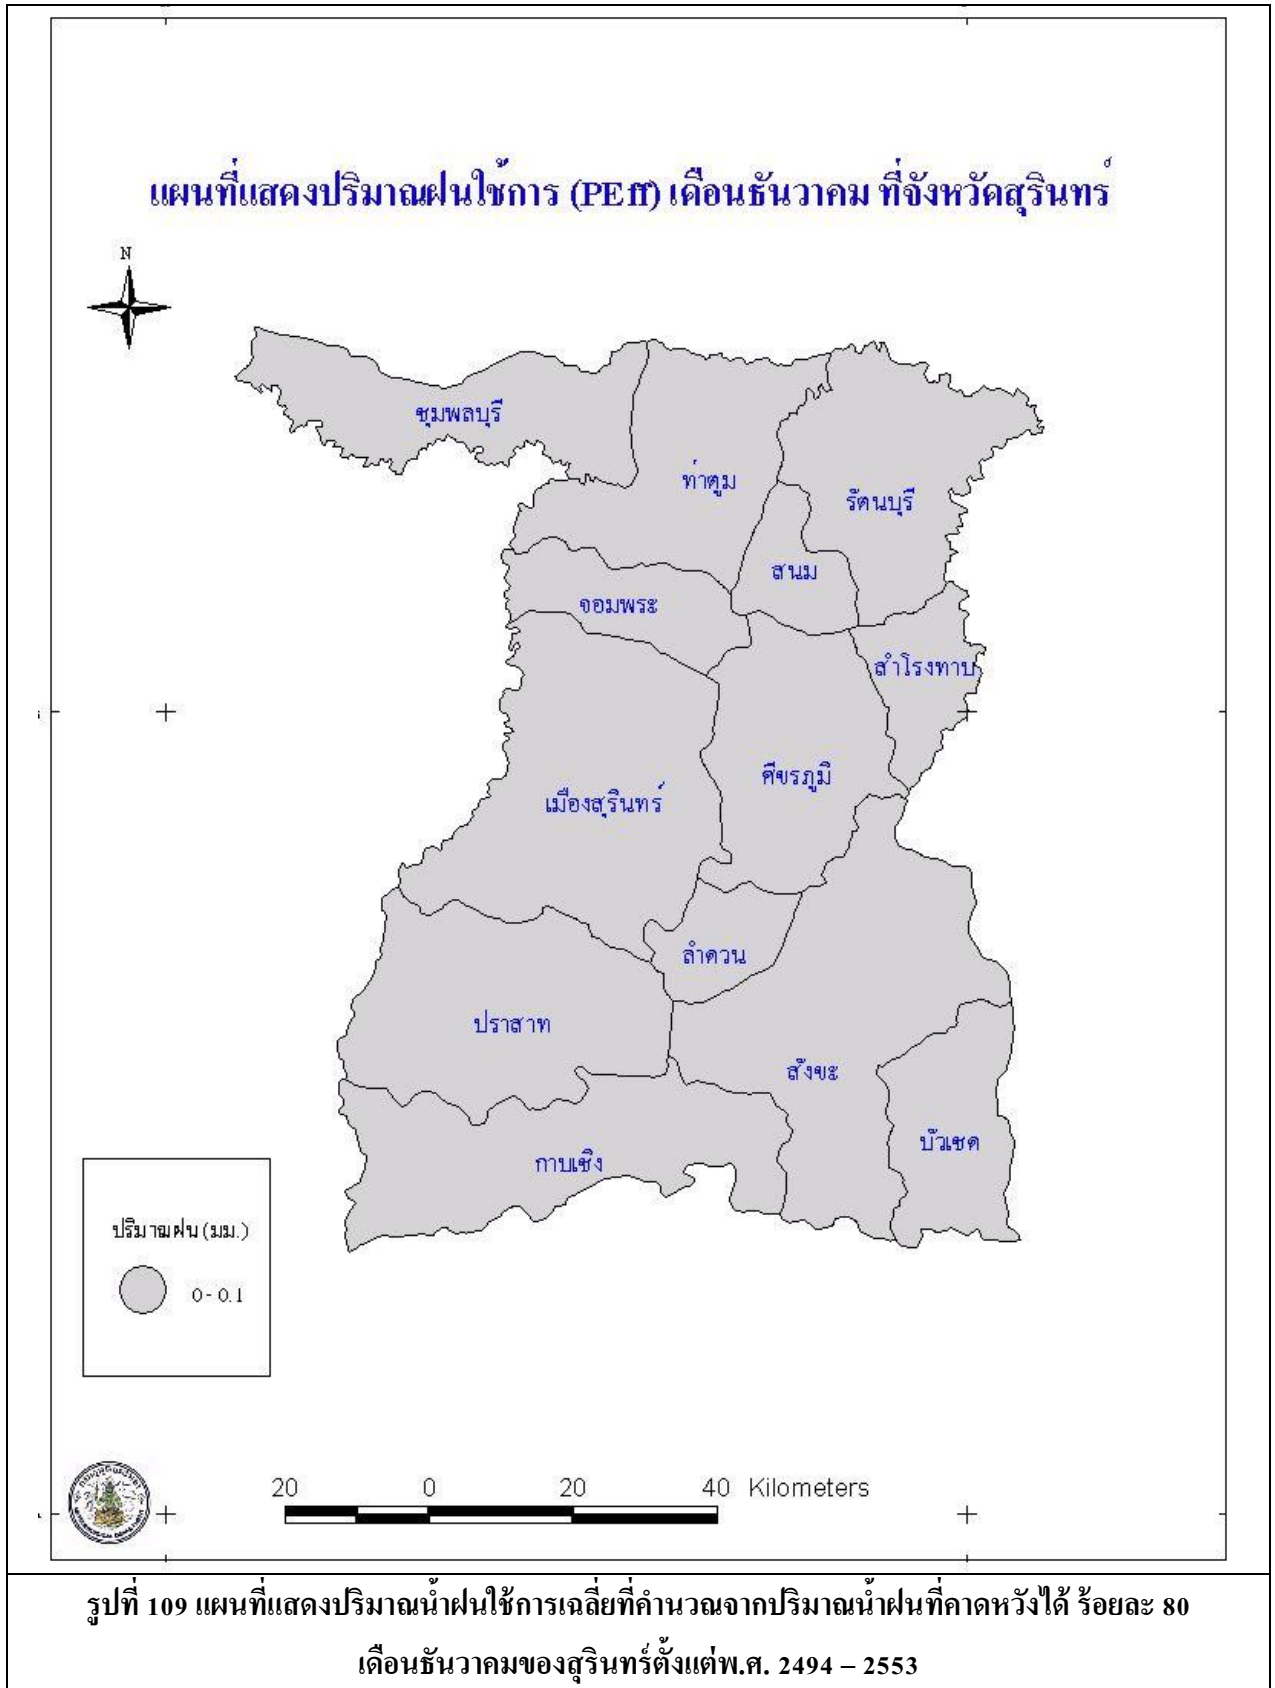 แผนที่แสดงปริมาณฝนใช้การ (PEff) เดือนธันวาคม ที่จังหวัดสุรินทร์
N
ชุมพลบุรี
ท่าตูม
รัตนบุรี
สนม
จอมพระ
สำโรงทาบ
ศีขรภูมิ
เมืองสุรินทร์
ลำดวน
ปราสาท
สังขะ
บัวเชด
กาบเชิง
ปริมาณฝน (มม.)
0 - 0.1
20 0 20 40 Kilometers
รูปที่ 109 แผนที่แสดงปริมาณน้ำฝนใช้การเฉลี่ยที่คำนวณจากปริมาณน้ำฝนที่คาดหวังได้ ร้อยละ 80
เดือนธันวาคมของสุรินทร์ตั้งแต่พ.ศ. 2494 – 2553